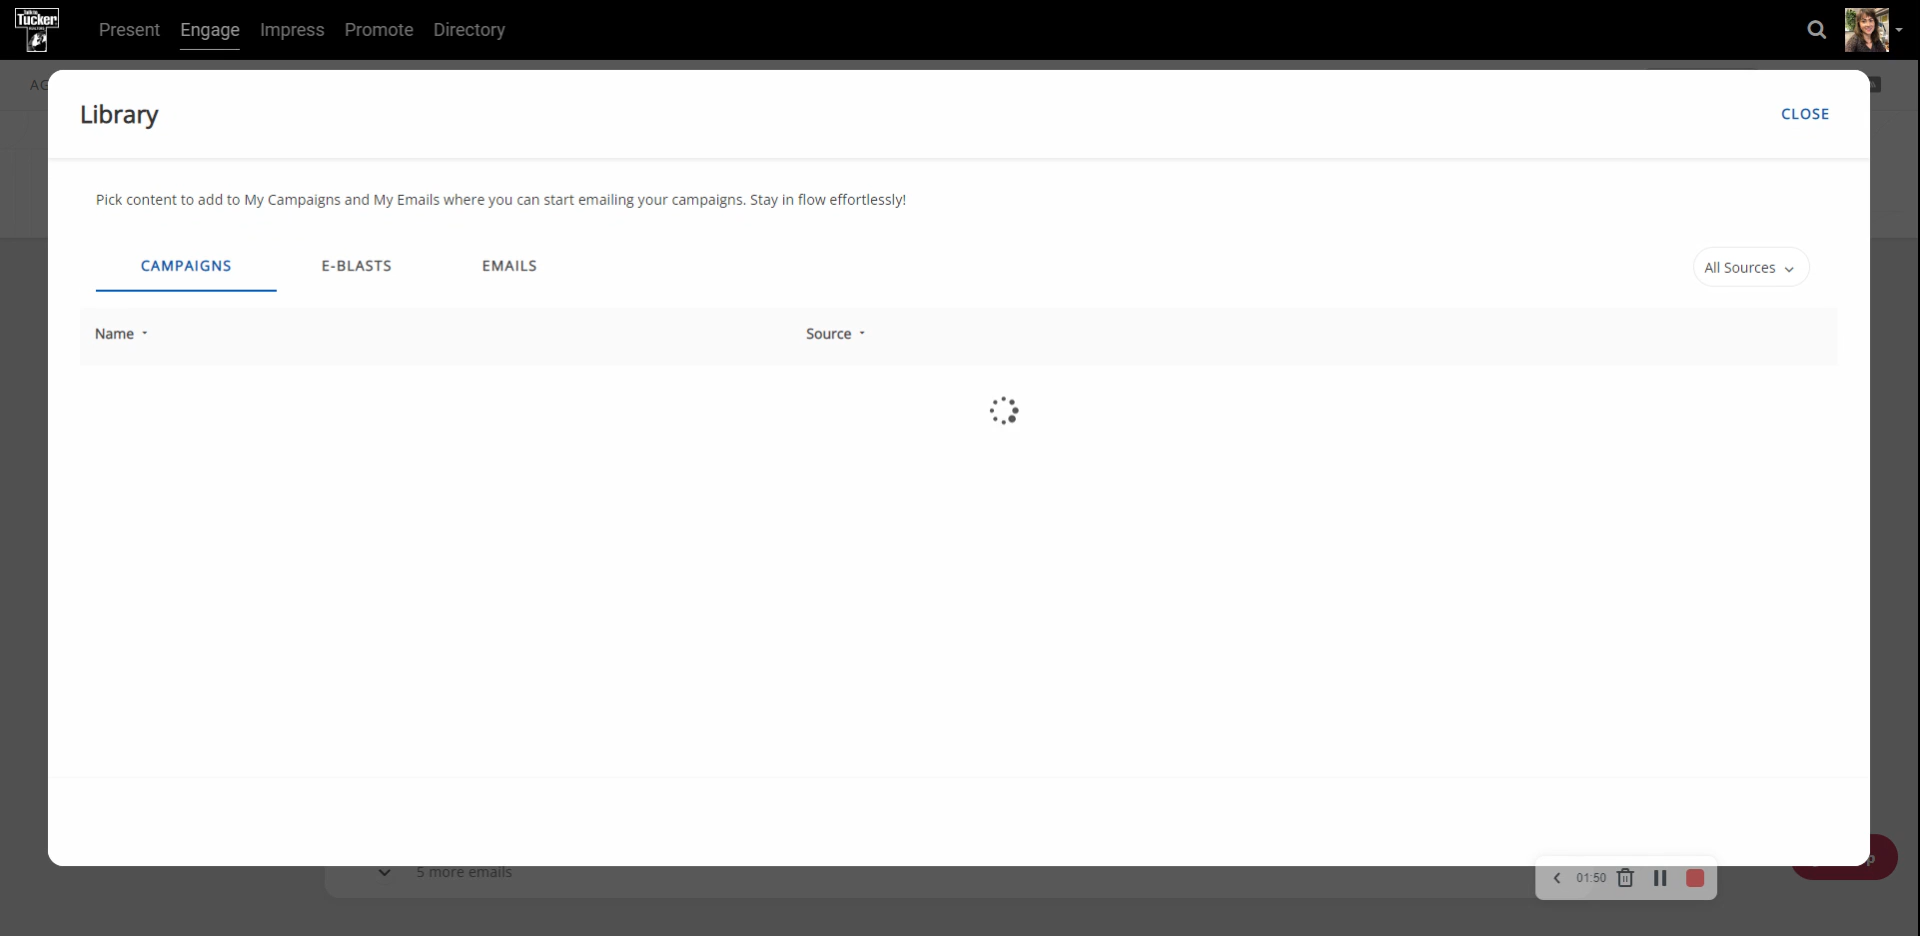 Tucker
Present Engage Impress Promote Directory
Library
CLOSE
Pick content to add to My Campaigns and My Emails where you can start emailing your campaigns. Stay in flow effortlessly!
CAMPAIGNS E-BLASTS EMAILS
All Sources
Name Source
5 more emails
01:50